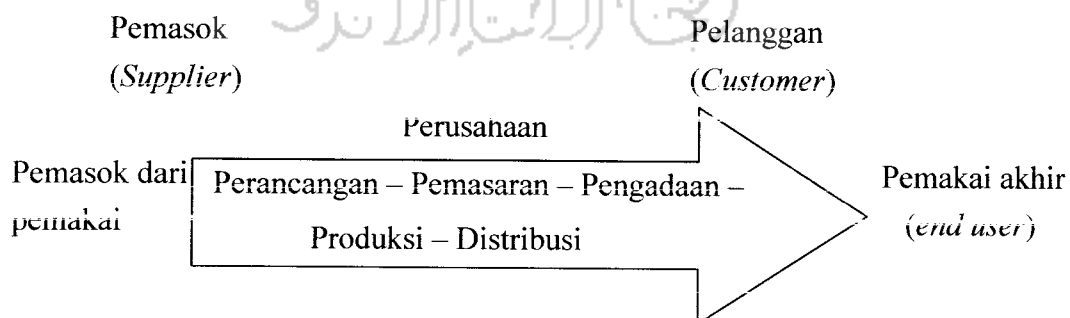 Pemasok
(Supplier)
Pelanggan
(Customer)
Perusahaan
Pemasok dari
pemakai
Perancangan – Pemasaran – Pengadaan –
Produksi – Distribusi
Pemakai akhir
(end user)